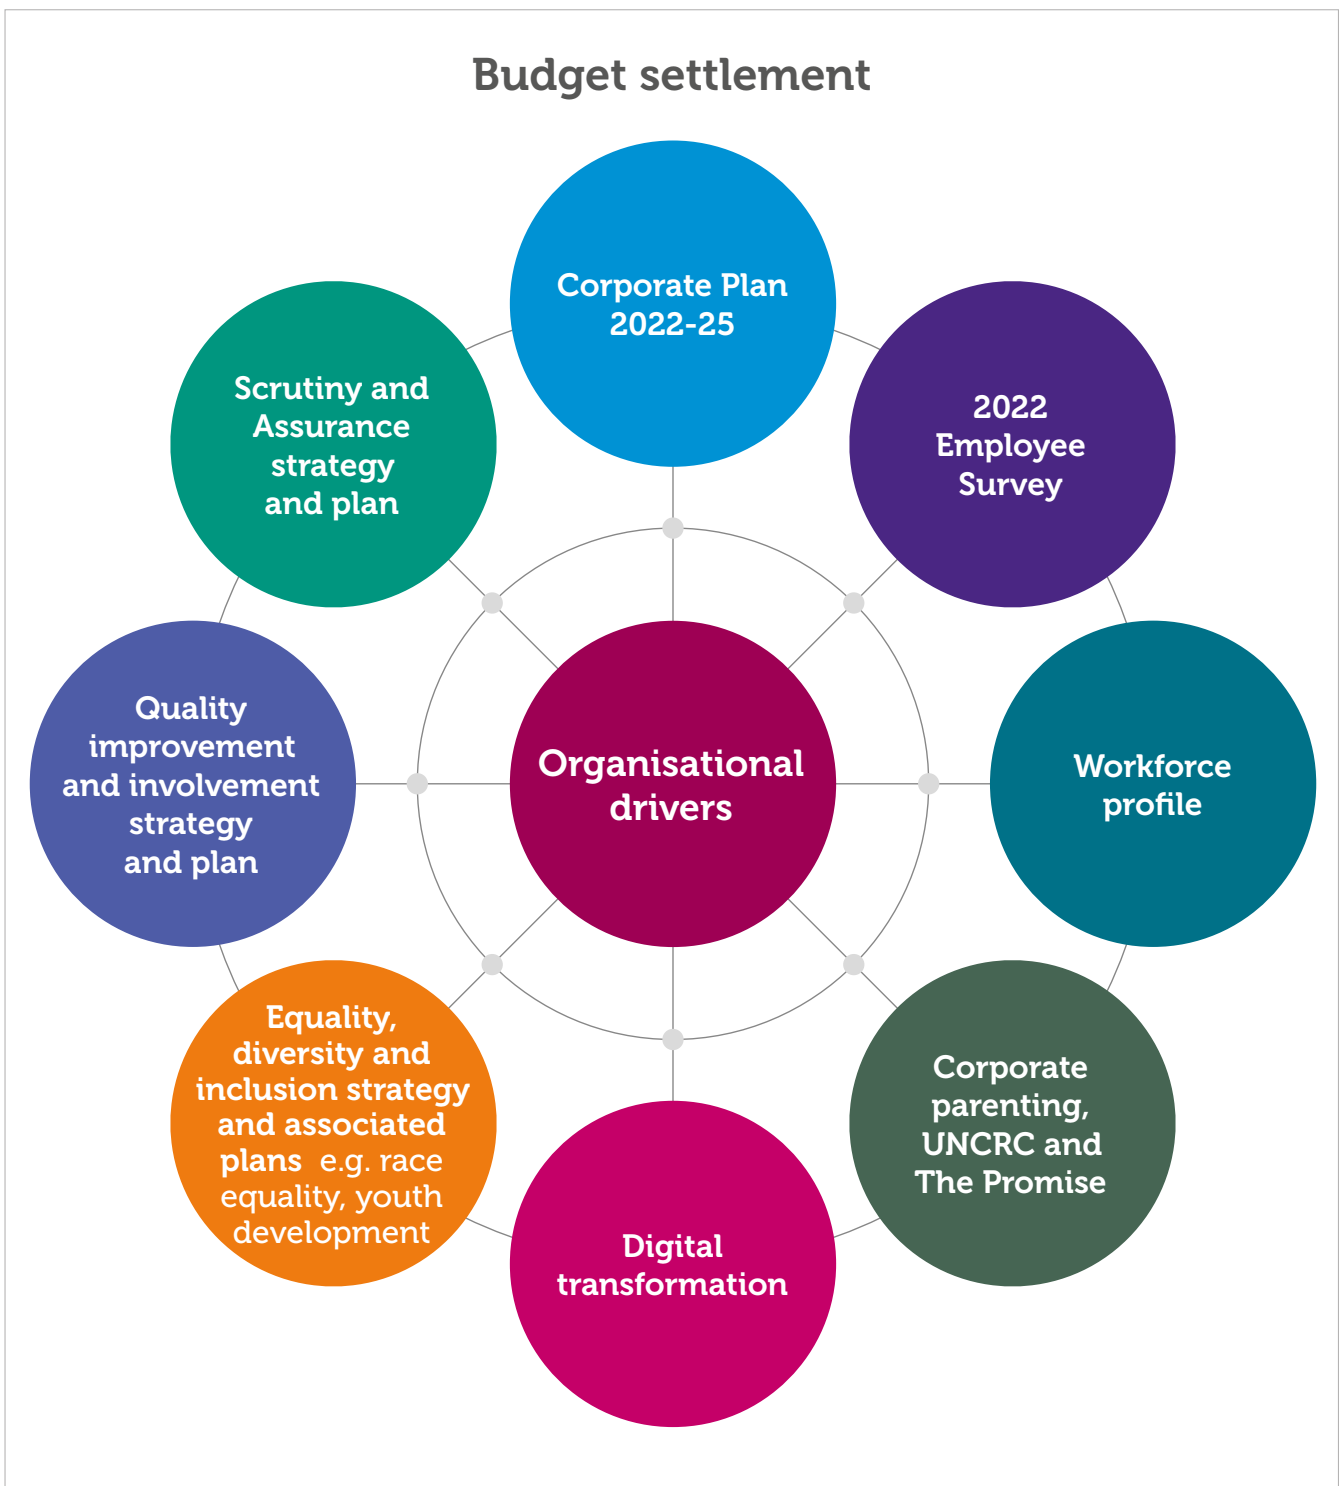 Budget settlement
Corporate Plan
2022-25
2022
Employee
Survey
Workforce
profile
Corporate
parenting,
UNCRC and
The Promise
Digital
transformation
Equality,
diversity and
inclusion strategy
and associated
plans e.g. race
equality, youth
development
Quality
improvement
and involvement
strategy
and plan
Scrutiny and
Assurance
strategy
and plan
Organisational
drivers